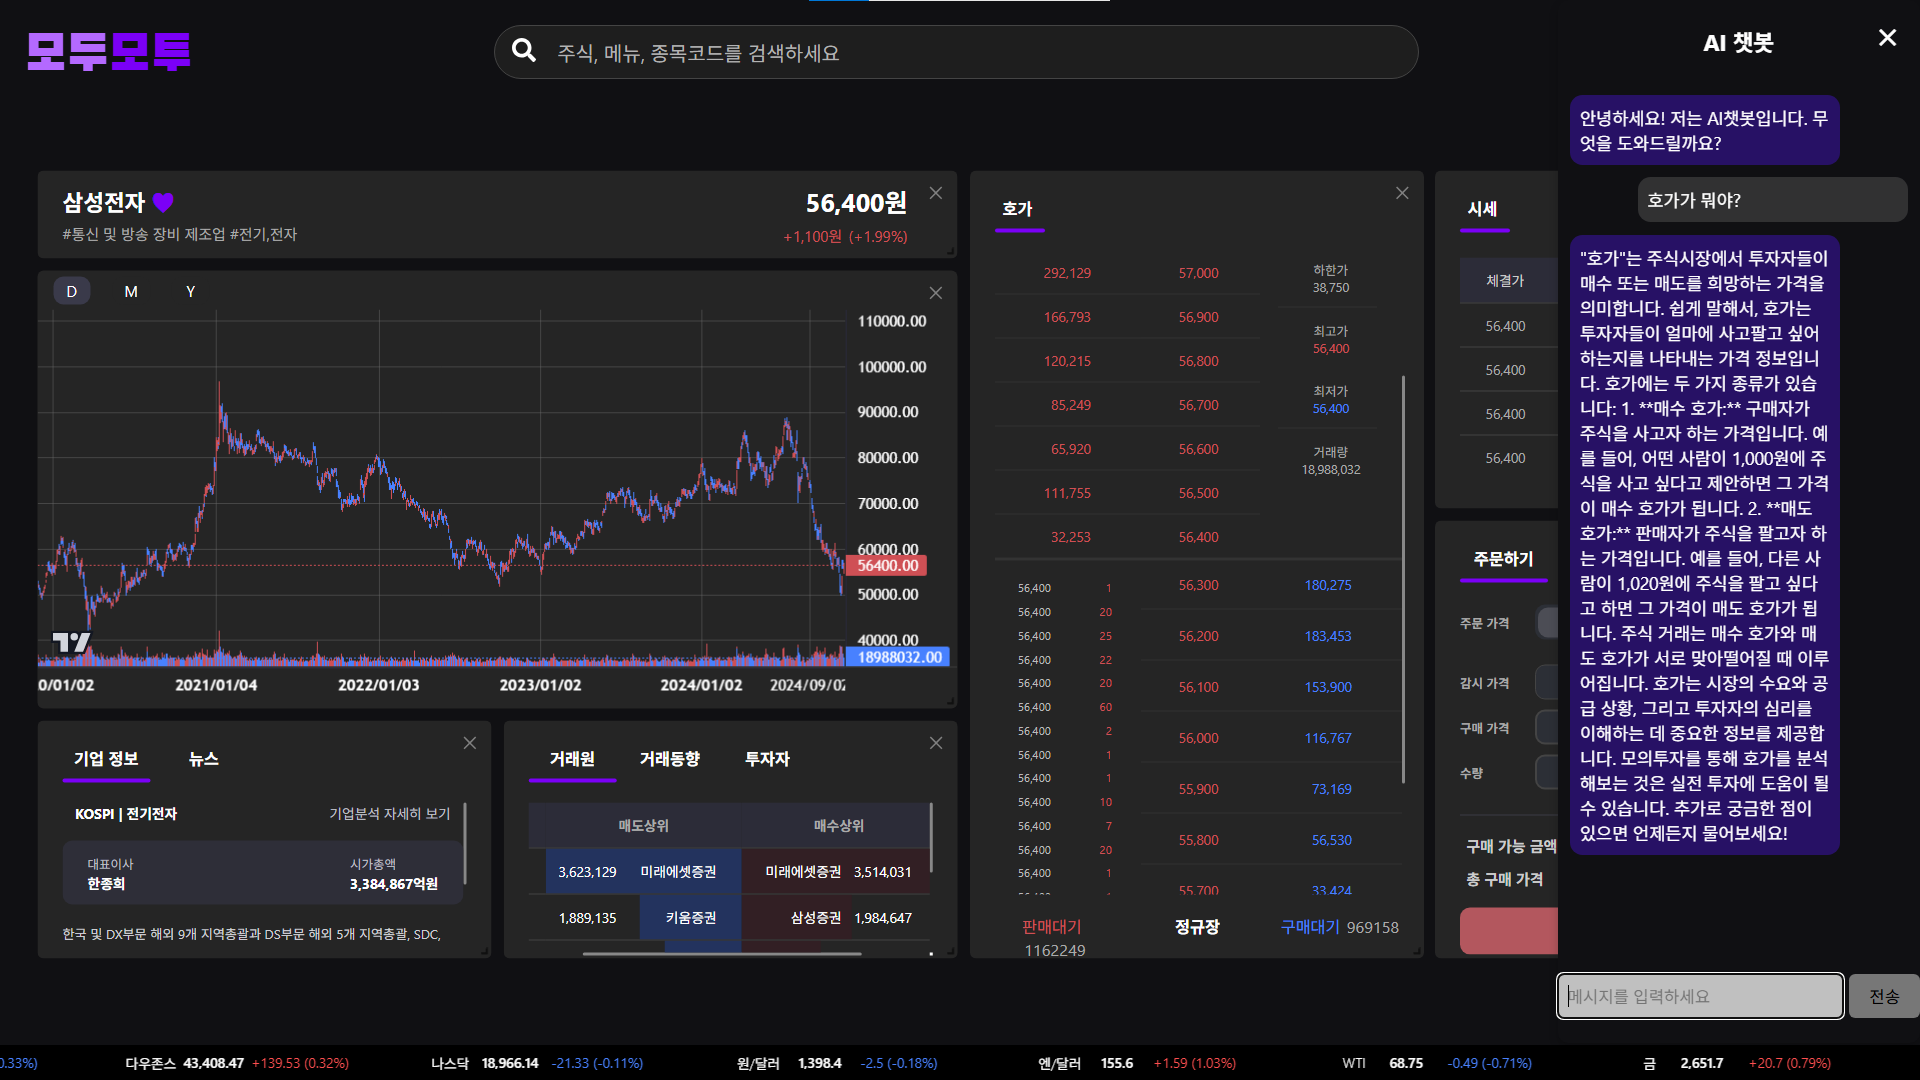 모두모투
주식, 메뉴, 종목코드를 검색하세요
삼성전자
56,400원
#통신 및 방송 장비 제조업 #전기,전자
+1,100원 (+1.99%)
D M Y
110000.00
100000.00
90000.00
80000.00
70000.00
60000.00
56400.00
50000.00
40000.00
18988032.00
0/01/02 2021/01/04 2022/01/03 2023/01/02 2024/01/02 2024/09/02
기업 정보 뉴스
KOSPI | 전기전자 기업분석 자세히 보기
대표이사 시가총액
한종희 3,384,867억원
한국 및 DX부문 해외 9개 지역총괄과 DS부문 해외 5개 지역총괄, SDC,
거래원 거래동향 투자자
매도상위 매수상위
3,623,129 미래에셋증권 미래에셋증권 3,514,031
1,889,135 키움증권 삼성증권 1,984,647
호가
292,129 57,000
166,793 56,900
120,215 56,800
85,249 56,700
65,920 56,600
111,755 56,500
32,253 56,400
하한가
38,750
최고가
56,400
최저가
56,400
거래량
18,988,032
56,400 1
56,400 20
56,400 25
56,400 22
56,400 20
56,400 60
56,400 2
56,400 1
56,400 1
56,400 10
56,400 7
56,400 20
56,400 1
56,300 180,275
56,200 183,453
56,100 153,900
56,000 116,767
55,900 73,169
55,800 56,530
55,700 33,424
판매대기
1162249
정규장
구매대기 969158
시세
체결가
56,400
56,400
56,400
56,400
주문하기
주문 가격
감시 가격
구매 가격
수량
구매 가능 금액
총 구매 가격
AI 챗봇
안녕하세요! 저는 AI챗봇입니다. 무
엇을 도와드릴까요?
호가가 뭐야?
"호가"는 주식시장에서 투자자들이
매수 또는 매도를 희망하는 가격을
의미합니다. 쉽게 말해서, 호가는
투자자들이 얼마에 사고팔고 싶어
하는지를 나타내는 가격 정보입니
다. 호가에는 두 가지 종류가 있습
니다: 1. **매수 호가:** 구매자가
주식을 사고자 하는 가격입니다. 예
를 들어, 어떤 사람이 1,000원에 주
식을 사고 싶다고 제안하면 그 가격
이 매수 호가가 됩니다. 2. **매도
호가:** 판매자가 주식을 팔고자 하
는 가격입니다. 예를 들어, 다른 사
람이 1,020원에 주식을 팔고 싶다
고 하면 그 가격이 매도 호가가 됩
니다. 주식 거래는 매수 호가와 매
도 호가가 서로 맞아떨어질 때 이루
어집니다. 호가는 시장의 수요와 공
급 상황, 그리고 투자자의 심리를
이해하는 데 중요한 정보를 제공합
니다. 모의투자를 통해 호가를 분석
해보는 것은 실전 투자에 도움이 될
수 있습니다. 추가로 궁금한 점이
있으면 언제든지 물어보세요!
메시지를 입력하세요 전송
0.33%) 다우존스 43,408.47 +139.53 (0.32%) 나스닥 18,966.14 -21.33 (-0.11%) 원/달러 1,398.4 -2.5 (-0.18%) 엔/달러 155.6 +1.59 (1.03%) WTI 68.75 -0.49 (-0.71%) 금 2,651.7 +20.7 (0.79%)